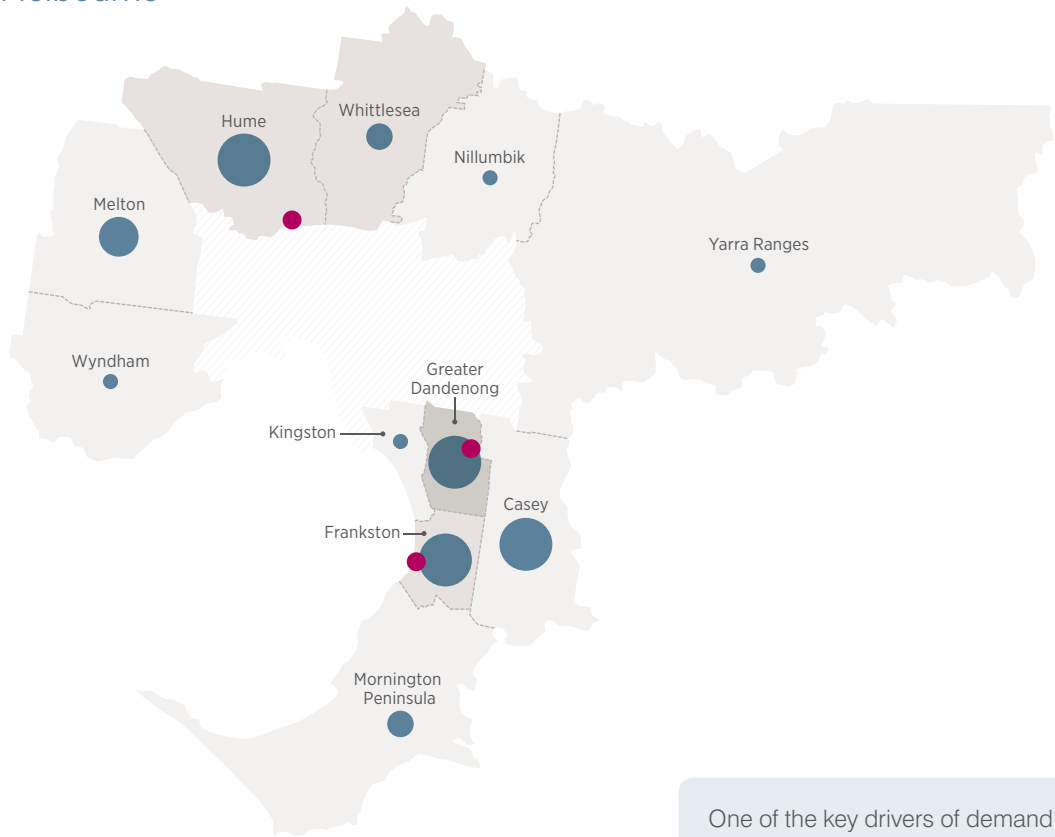 Hume
Whittlesea
Nillumbik
Melton
Yarra Ranges
Wyndham
Greater
Dandenong
Kingston
Casey
Frankston
Mornington
Peninsula
One of the key drivers of demand